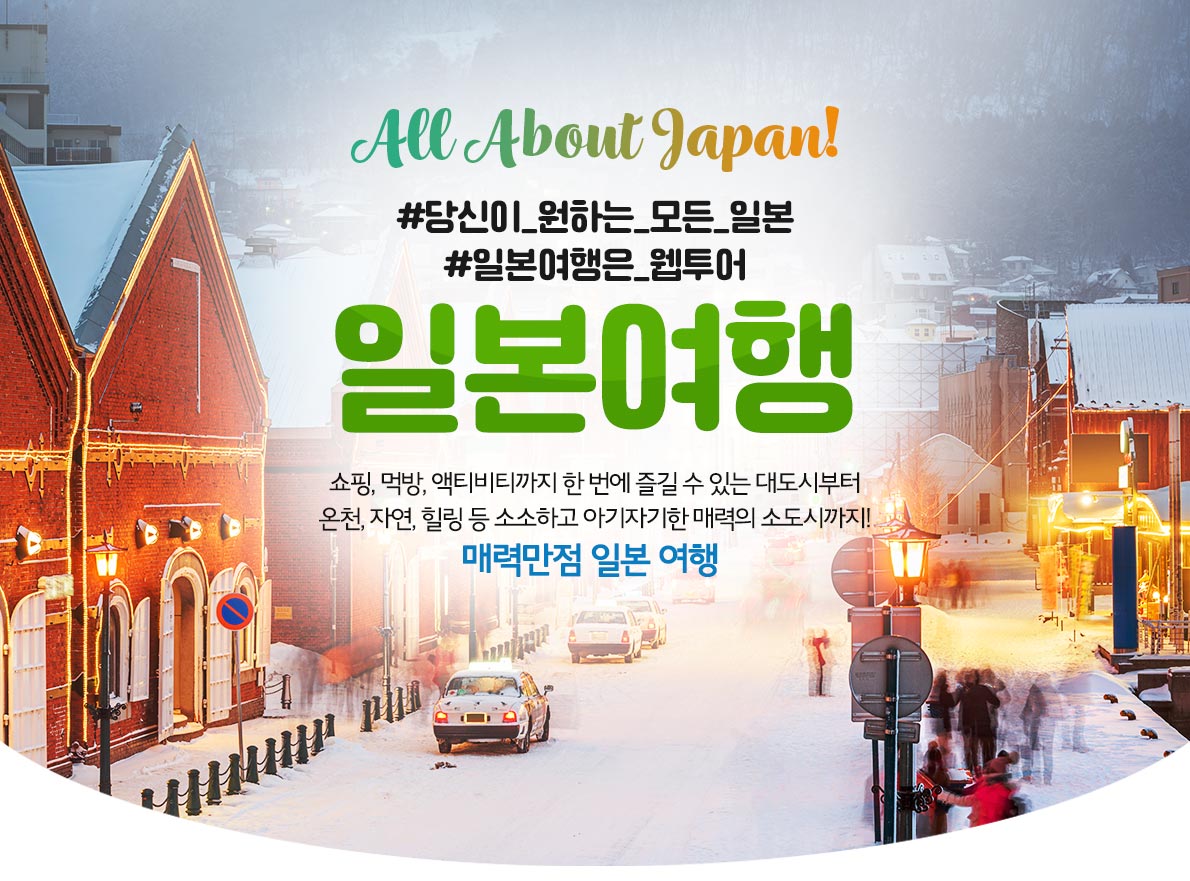 All About Japan!
#당신이_원하는_모든_일본
#일본여행은_웹투어
일본여행
쇼핑, 먹방, 액티비티까지 한 번에 즐길 수 있는 대도시부터
온천, 자연, 힐링 등 소소하고 아기자기한 매력의 소도시까지!
매력만점 일본 여행